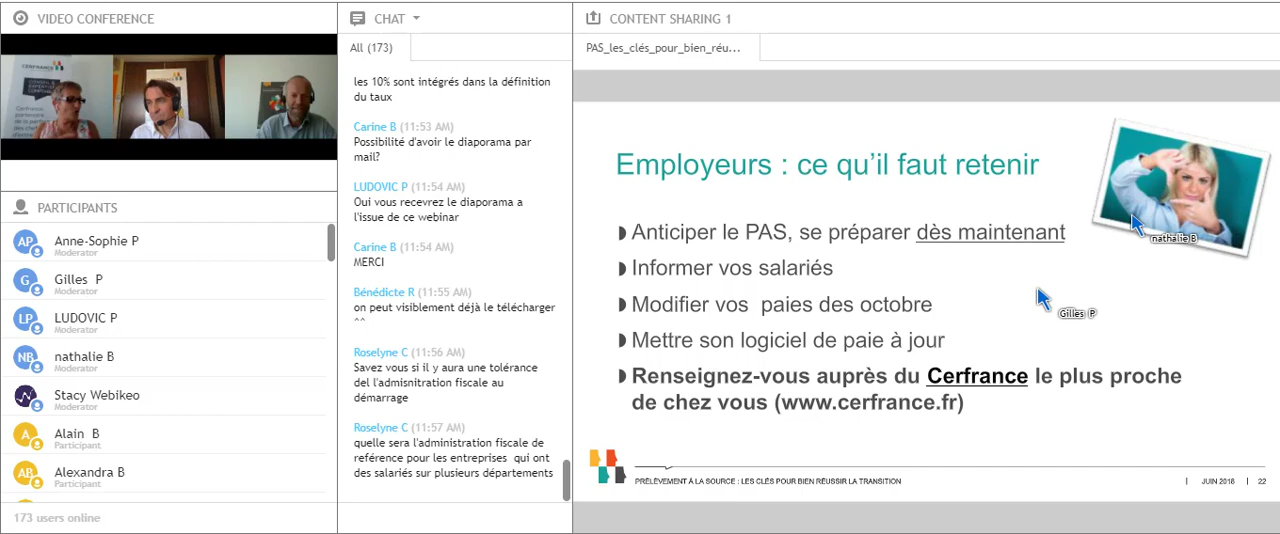 VIDEO CONFERENCE
CERFRANCE
CONSEIL &
Cerfrance,
PARTICIPANTS
AP
Anne-Sophie P
Moderator
G
Gilles P
Moderator
LP
LUDOVIC P
Moderator
NB
nathalie B
Moderator
Stacy Webikeo
Moderator
A
Alain B
Participant
AB
Alexandra B
Participant
173 users online
CHAT
All (173)
les 10% sont intégrés dans la définition
du taux
Carine B (11:53 AM)
Possibilité d'avoir le diaporama par
mail?
LUDOVIC P (11:54 AM)
Oui vous recevrez le diaporama a
l'issue de ce webinar
Carine B (11:54 AM)
MERCI
Bénédicte R (11:55 AM)
on peut visiblement déjà le télécharger
^^
Roselyne C (11:56 AM)
Savez vous si il y aura une tolérance
del l'admisnitration fiscale au
démarrage
Roselyne C (11:57 AM)
quelle sera l'administration fiscale de
reférence pour les entreprises qui ont
des salariés sur plusieurs départements
CONTENT SHARING 1
PAS_les_clés_pour_bien_réu...
Employeurs : ce qu'il faut retenir
Anticiper le PAS, se préparer dès maintenant
Informer vos salariés
Modifier vos paies des octobre
Mettre son logiciel de paie à jour
Renseignez-vous auprès du Cerfrance le plus proche
de chez vous (www.cerfrance.fr)
nathalie B
Gilles P
PRÉLÈVEMENT À LA SOURCE : LES CLÉS POUR BIEN RÉUSSIR LA TRANSITION
| JUIN 2018 | 22